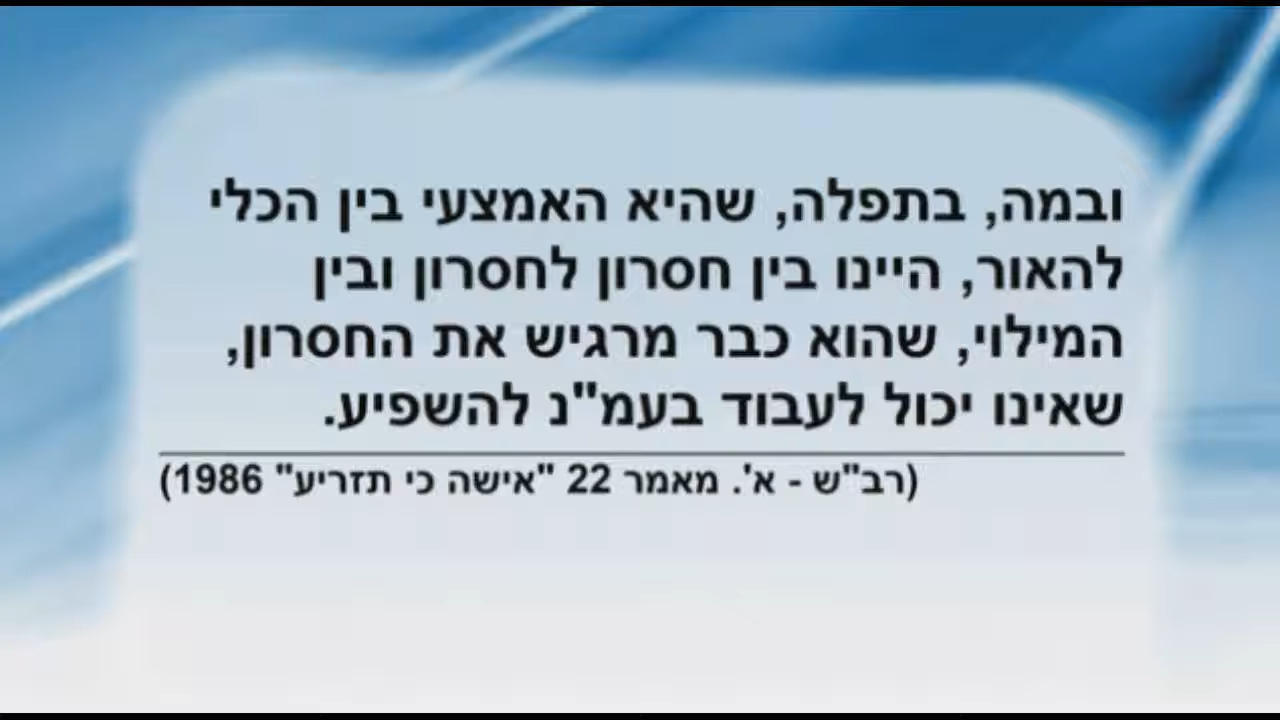 ובמה, בתפלה, שהיא האמצעי בין הכלי
להאור, היינו בין חסרון לחסרון ובין
המילוי, שהוא כבר מרגיש את החסרון,
שאינו יכול לעבוד בעמ"נ להשפיע.
(רב"ש - א'. מאמר 22 "אישה כי תזריע" 1986)